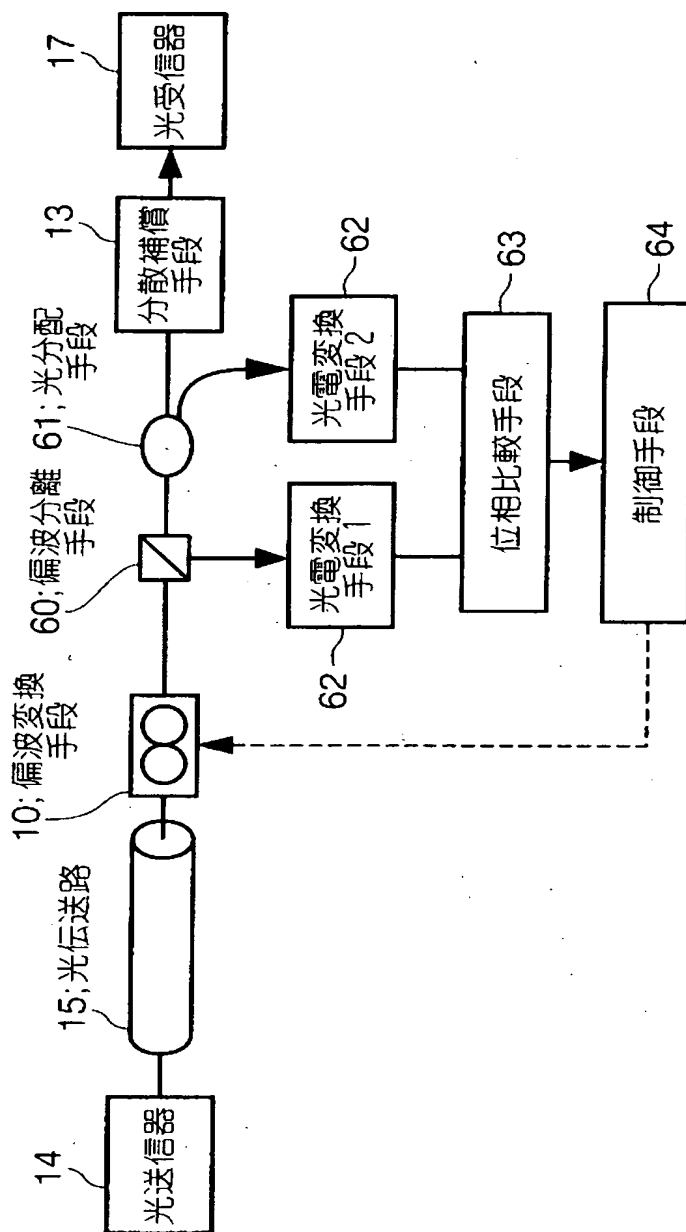 14
光送信器
15;光伝送路
10;偏波変換
手段
60;偏波分離
手段
61;光分配
手段
13
分散補償
手段
17
光受信器
62
光電変換
手段1
光電変換
手段2
62
位相比較手段
63
制御手段
64